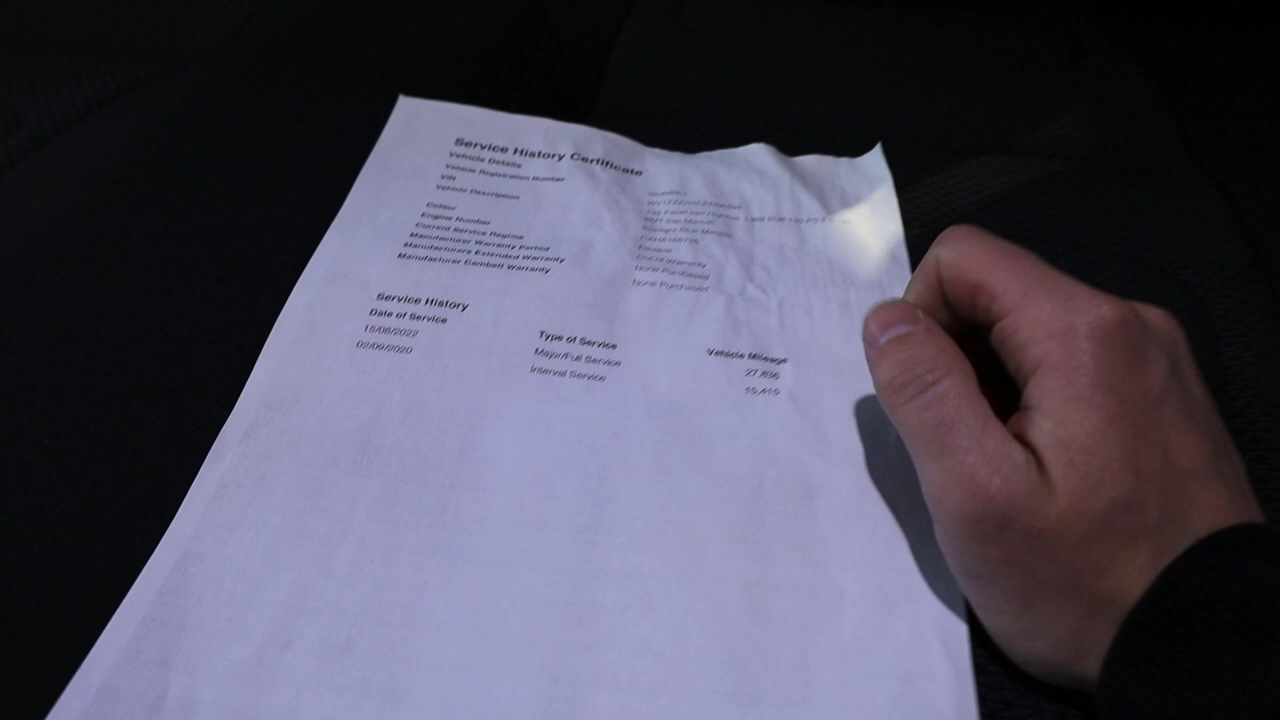 Service History Certificate
Vehicle Details
Vehicle Registration Number
VIN
Vehicle Description
Colour
Engine Number
Current Service Regime Flexible
Manufacturer Warranty Period Out of Warranty
Manufacturers Extended Warranty None Purchased
Manufacturer Cambelt Warranty None Purchased
Service History
Date of Service Type of Service Vehicle Mileage
15/08/2022 Major/Full Service 27,836
02/09/2020 Interval Service